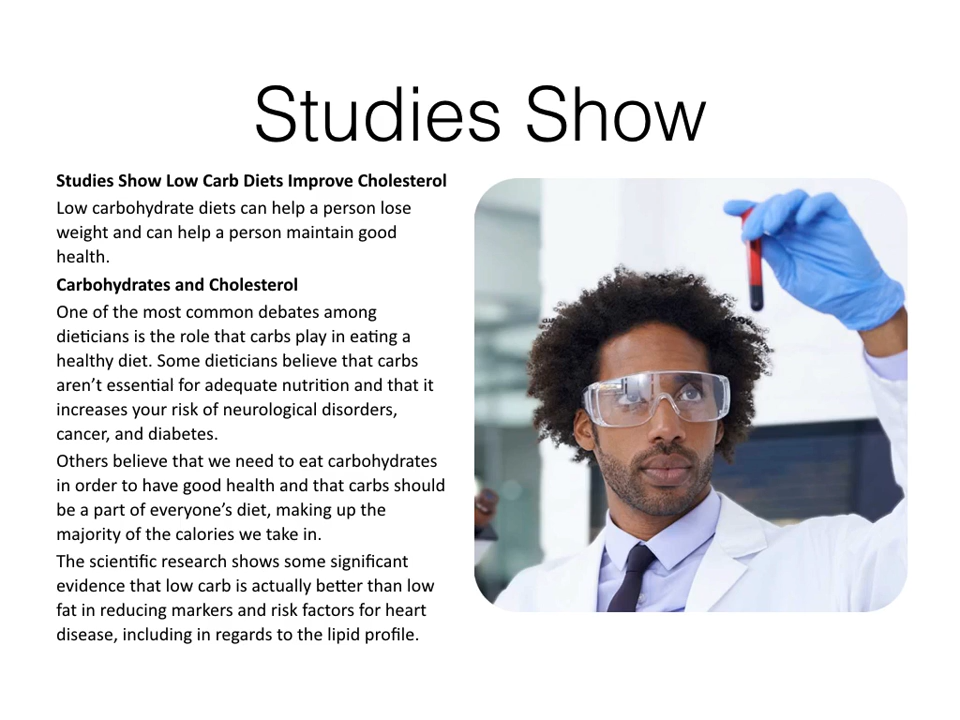 Studies Show
Studies Show Low Carb Diets Improve Cholesterol
Low carbohydrate diets can help a person lose
weight and can help a person maintain good
health.
Carbohydrates and Cholesterol
One of the most common debates among
dieticians is the role that carbs play in eating a
healthy diet. Some dieticians believe that carbs
aren’t essential for adequate nutrition and that it
increases your risk of neurological disorders,
cancer, and diabetes.
Others believe that we need to eat carbohydrates
in order to have good health and that carbs should
be a part of everyone’s diet, making up the
majority of the calories we take in.
The scientific research shows some significant
evidence that low carb is actually better than low
fat in reducing markers and risk factors for heart
disease, including in regards to the lipid profile.